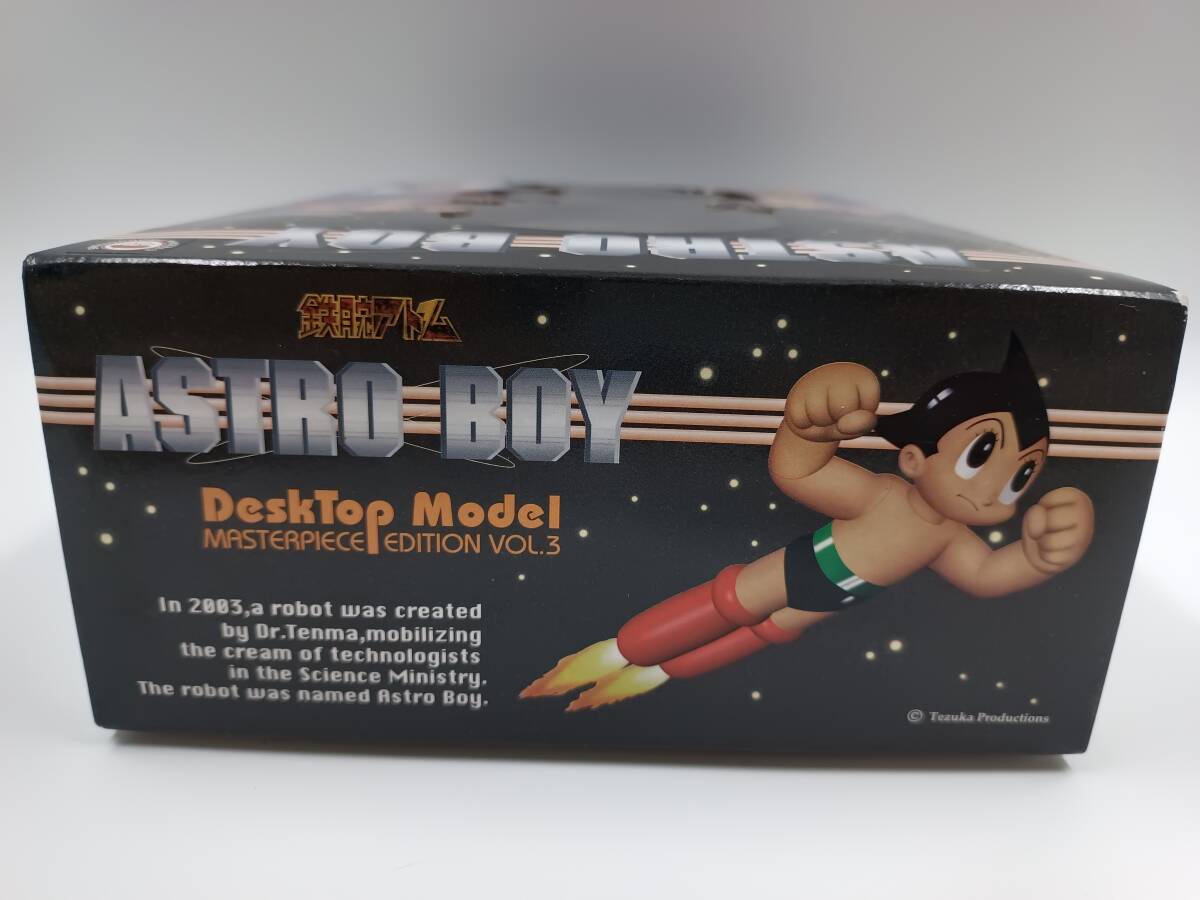 ASTRO BOY
鉄腕アトム
ASTRO BOY
DeskTop Model
MASTERPIECE EDITION VOL.3
In 2003,a robot was created
by Dr.Tenma,mobilizing
the cream of technologists
in the Science Ministry.
The robot was named Astro Boy.
© Tezuka Productions